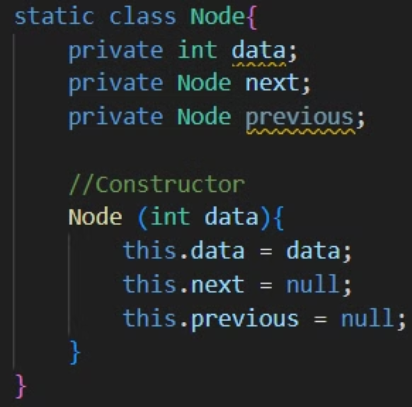 static class Node{
    private int data;
    private Node next;
    private Node previous;

    //Constructor
    Node (int data){
        this.data = data;
        this.next = null;
        this.previous = null;
    }
}